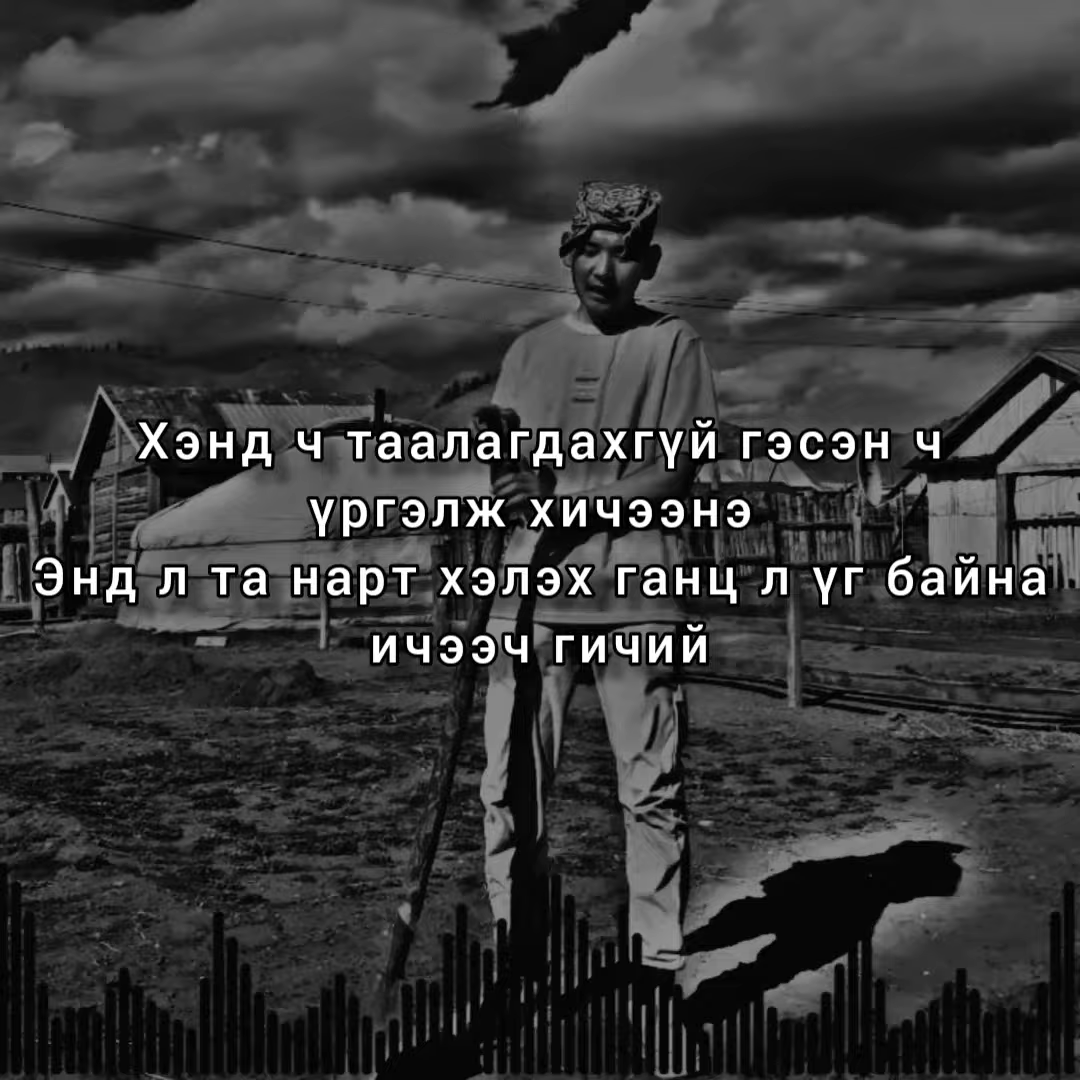 Хэнд ч таалагдахгүй гэсэн ч
үргэлж хичээнэ
Энд л та нарт хэлэх ганц л үг байна
ичээч гичий